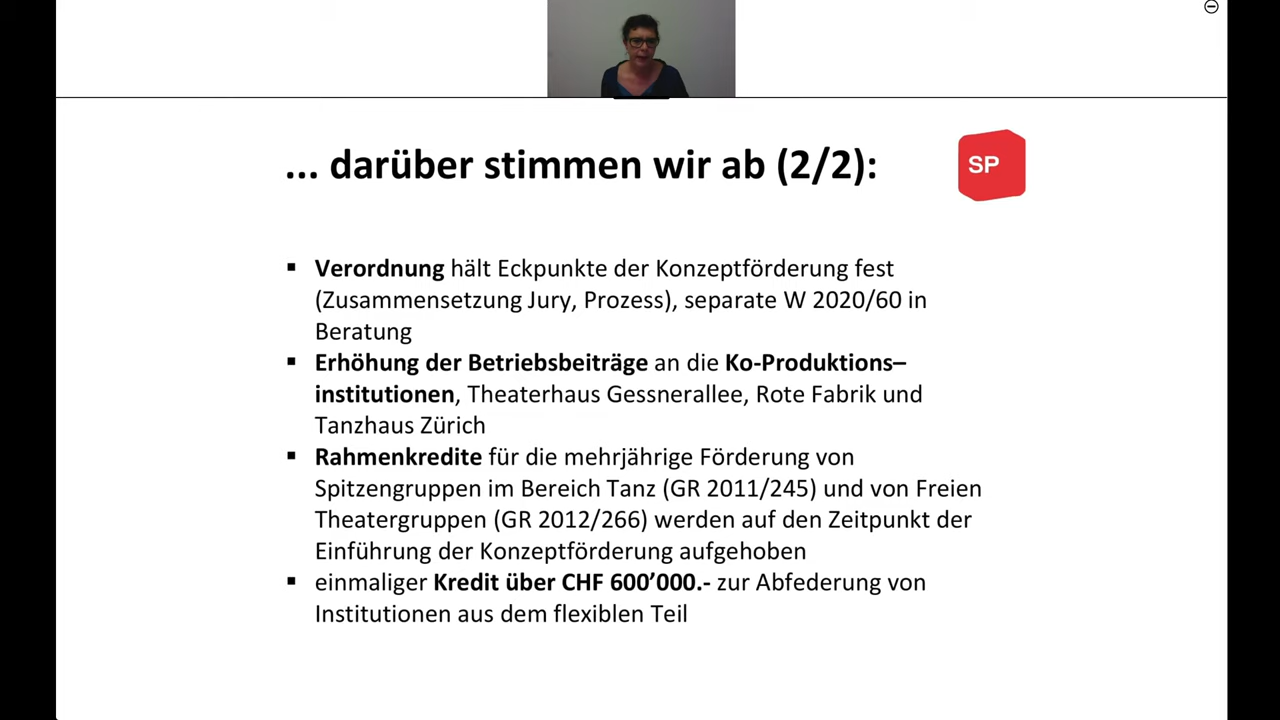 ... darüber stimmen wir ab (2/2):
SP
▪ Verordnung hält Eckpunkte der Konzeptförderung fest
(Zusammensetzung Jury, Prozess), separate W 2020/60 in
Beratung
▪ Erhöhung der Betriebsbeiträge an die Ko-Produktions–
institutionen, Theaterhaus Gessnerallee, Rote Fabrik und
Tanzhaus Zürich
▪ Rahmenkredite für die mehrjährige Förderung von
Spitzengruppen im Bereich Tanz (GR 2011/245) und von Freien
Theatergruppen (GR 2012/266) werden auf den Zeitpunkt der
Einführung der Konzeptförderung aufgehoben
▪ einmaliger Kredit über CHF 600’000.- zur Abfederung von
Institutionen aus dem flexiblen Teil